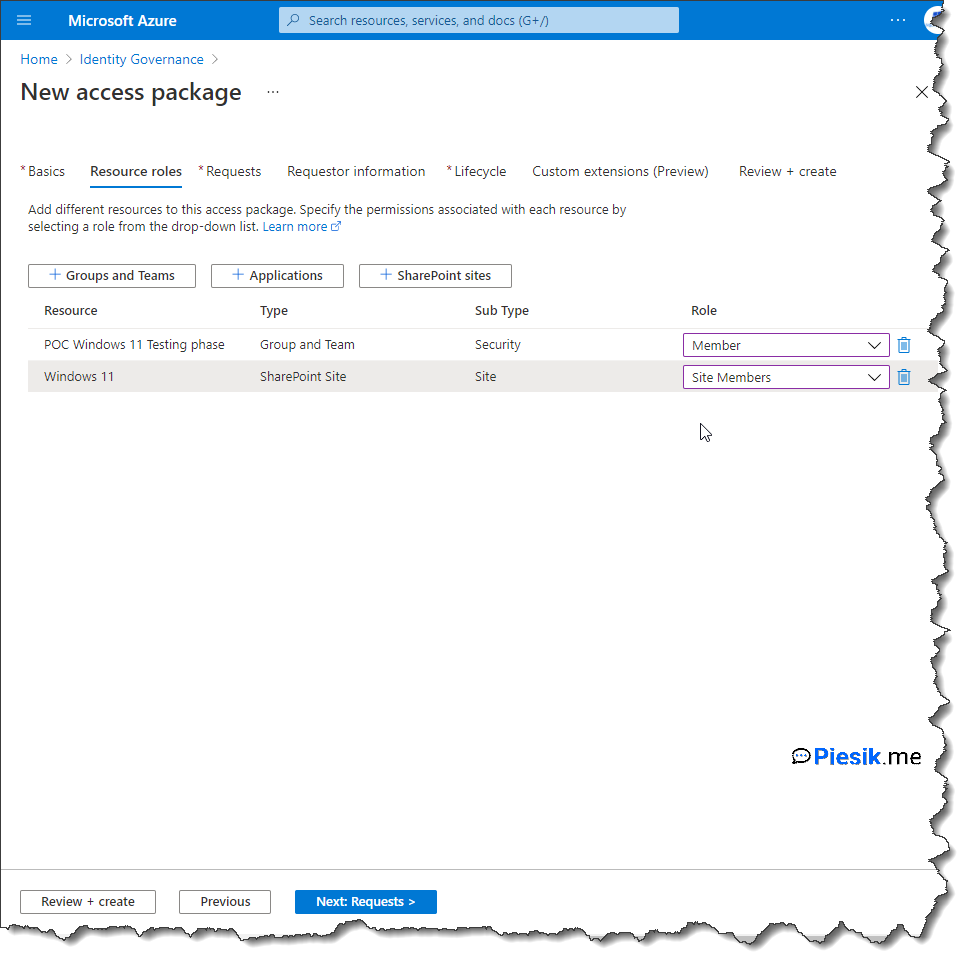 Microsoft Azure
Search resources, services, and docs (G+/)
...
Home > Identity Governance >
New access package ...
* Basics Resource roles * Requests Requestor information * Lifecycle Custom extensions (Preview) Review + create
Add different resources to this access package. Specify the permissions associated with each resource by
selecting a role from the drop-down list. Learn more
+ Groups and Teams + Applications + SharePoint sites
Resource Type Sub Type Role
POC Windows 11 Testing phase Group and Team Security Member
Windows 11 SharePoint Site Site Site Members
Piesik.me
Review + create Previous Next: Requests >